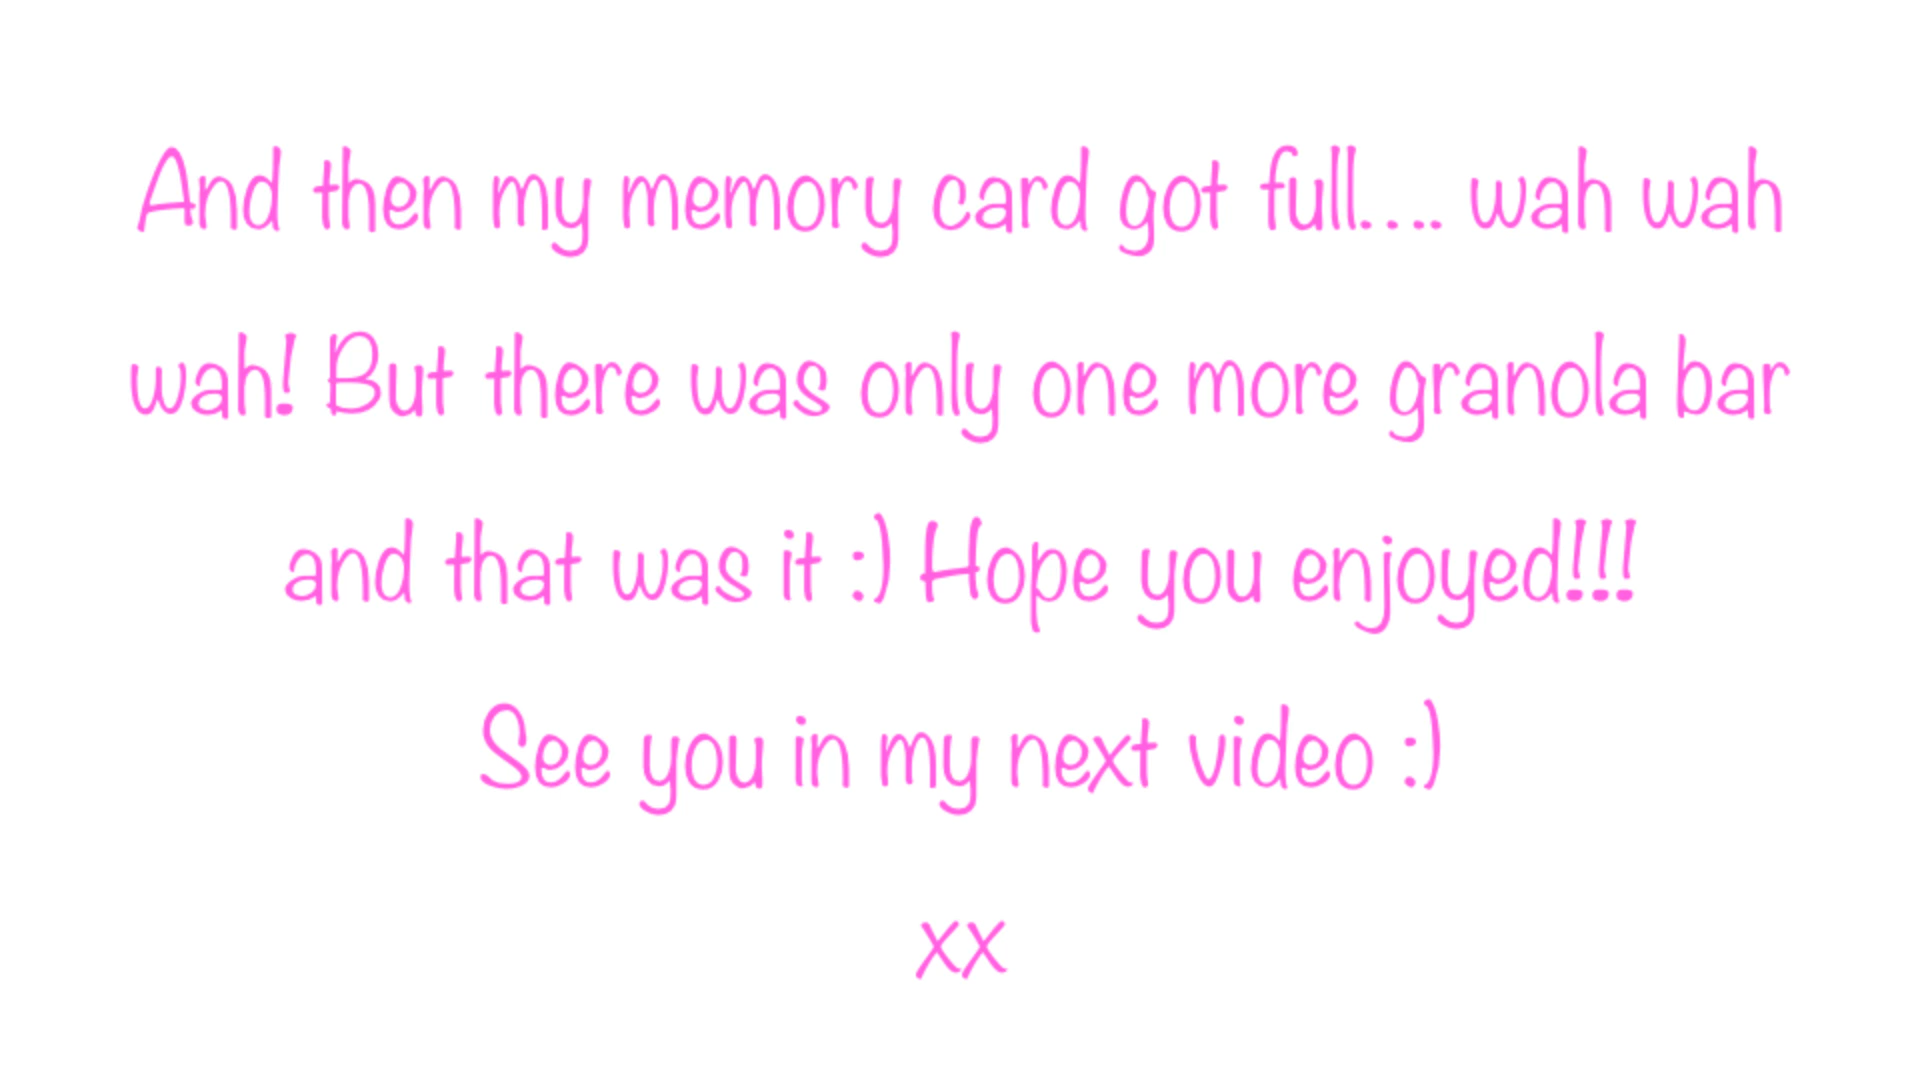 And then my memory card got full.... wah wah
wah! But there was only one more granola bar
and that was it :) Hope you enjoyed!!!
See you in my next video :)
xx